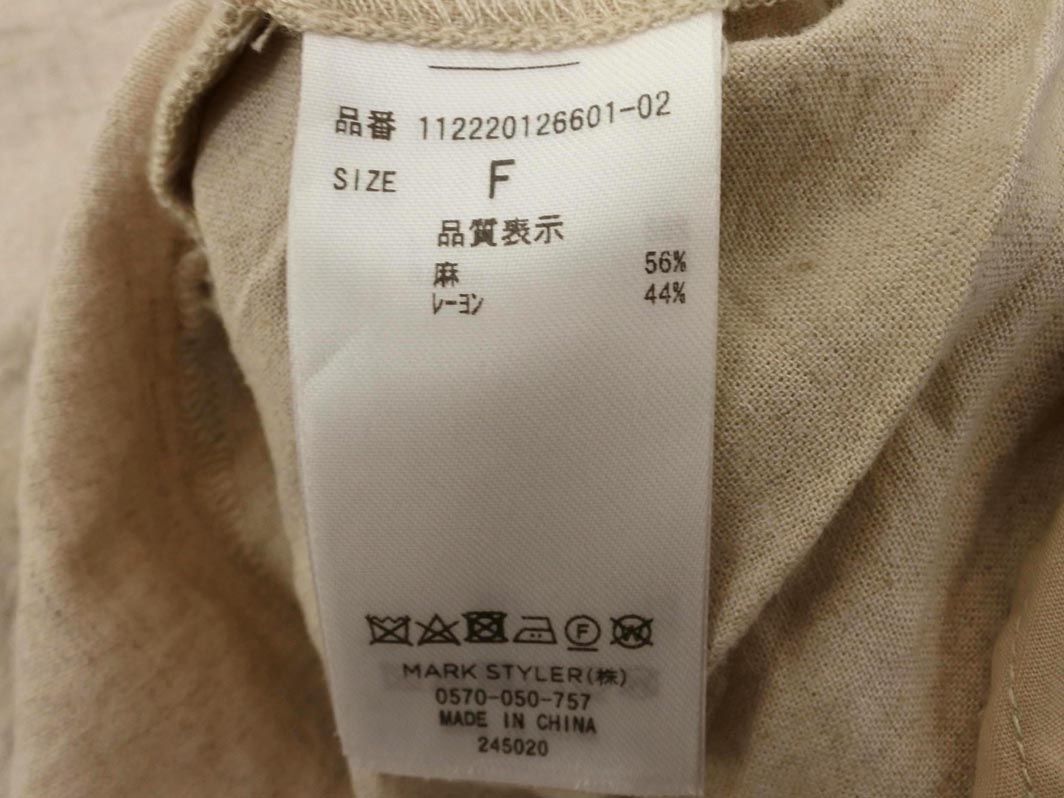 品番 112220126601-02
SIZE F
品質表示
麻 56%
ﾚｰﾖﾝ 44%
MARK STYLER(株)
0570-050-757
MADE IN CHINA
245020